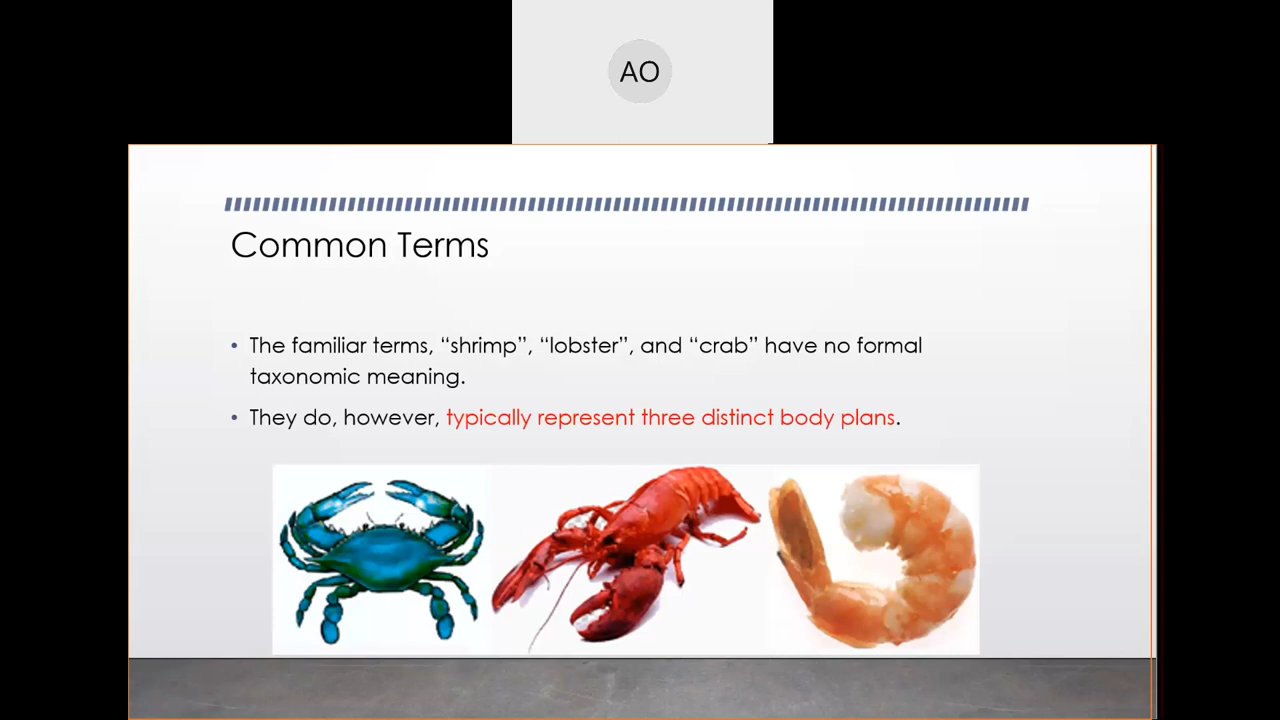 AO
Common Terms
• The familiar terms, “shrimp”, “lobster”, and “crab” have no formal
taxonomic meaning.
• They do, however, typically represent three distinct body plans.